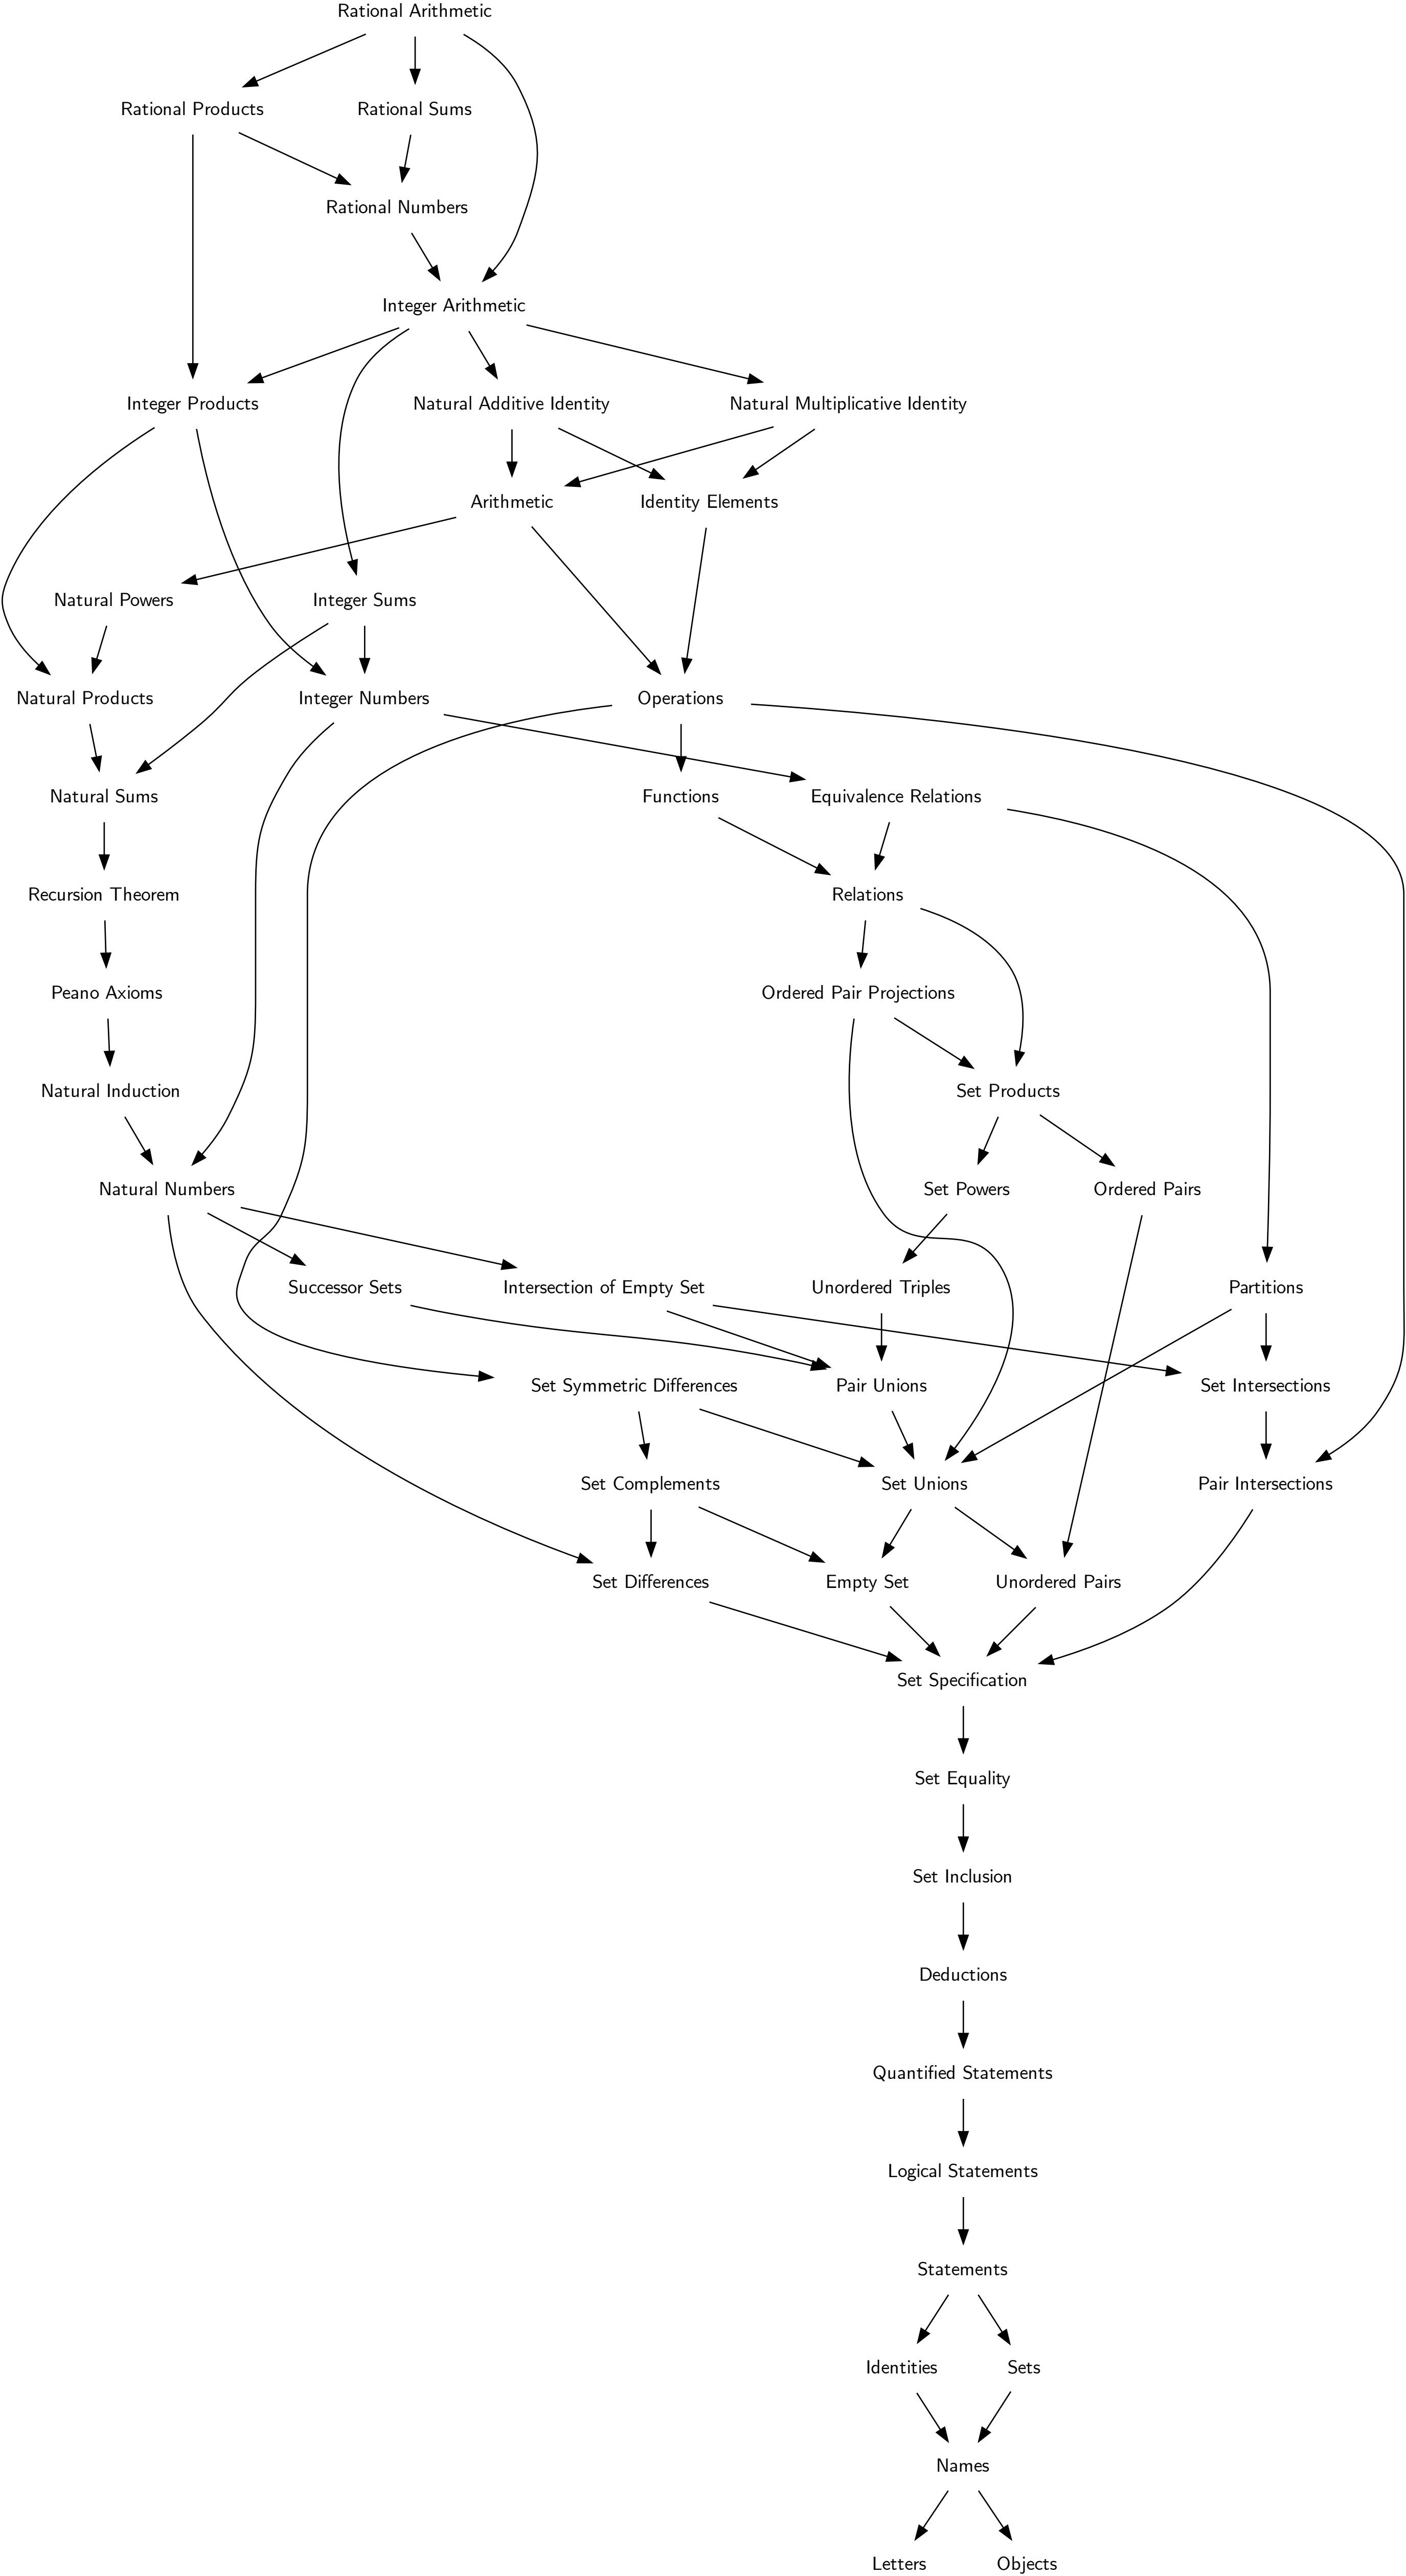 Rational Arithmetic
Rational Products
Rational Sums
Rational Numbers
Integer Arithmetic
Integer Products
Natural Additive Identity
Natural Multiplicative Identity
Arithmetic
Identity Elements
Natural Powers
Integer Sums
Natural Products
Integer Numbers
Operations
Natural Sums
Functions
Equivalence Relations
Recursion Theorem
Relations
Peano Axioms
Ordered Pair Projections
Natural Induction
Set Products
Natural Numbers
Set Powers
Ordered Pairs
Successor Sets
Intersection of Empty Set
Unordered Triples
Partitions
Set Symmetric Differences
Pair Unions
Set Intersections
Set Complements
Set Unions
Pair Intersections
Set Differences
Empty Set
Unordered Pairs
Set Specification
Set Equality
Set Inclusion
Deductions
Quantified Statements
Logical Statements
Statements
Identities
Sets
Names
Letters
Objects